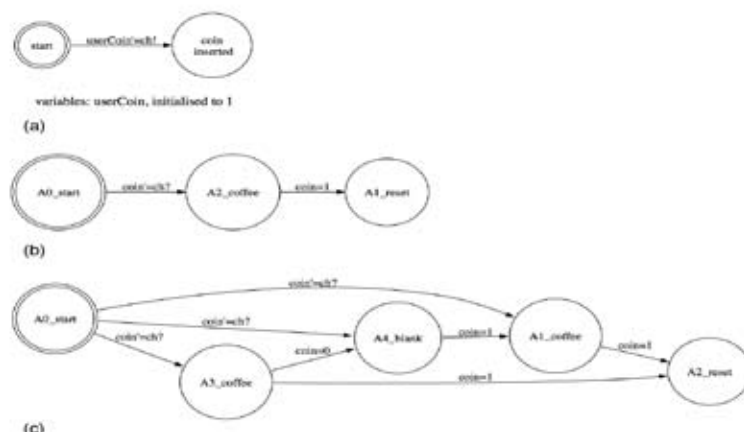 start
userCoin'=ch!
coin
inserted
variables: userCoin, initialised to 1
(a)
A0_start
coin'=ch?
A2_coffee
coin=1
A1_reset
(b)
A0_start
coin'=ch?
coin'=ch?
coin'=ch?
A3_coffee
coin=0
A4_blank
coin=1
A1_coffee
coin=1
coin=1
A2_reset
(c)